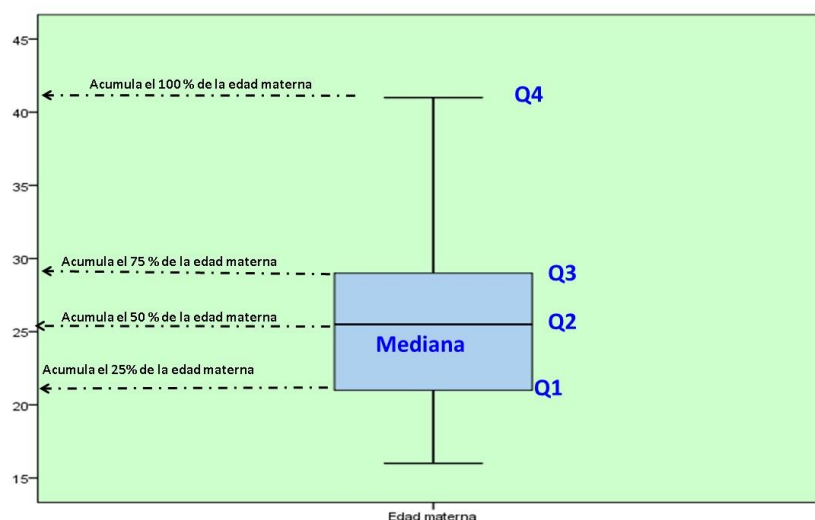 45
Acumula el 100 % de la edad materna
Q4
40
35
30
Acumula el 75 % de la edad materna
Q3
Acumula el 50 % de la edad materna
Q2
25
Mediana
Acumula el 25% de la edad materna
Q1
20
15
Edad materna